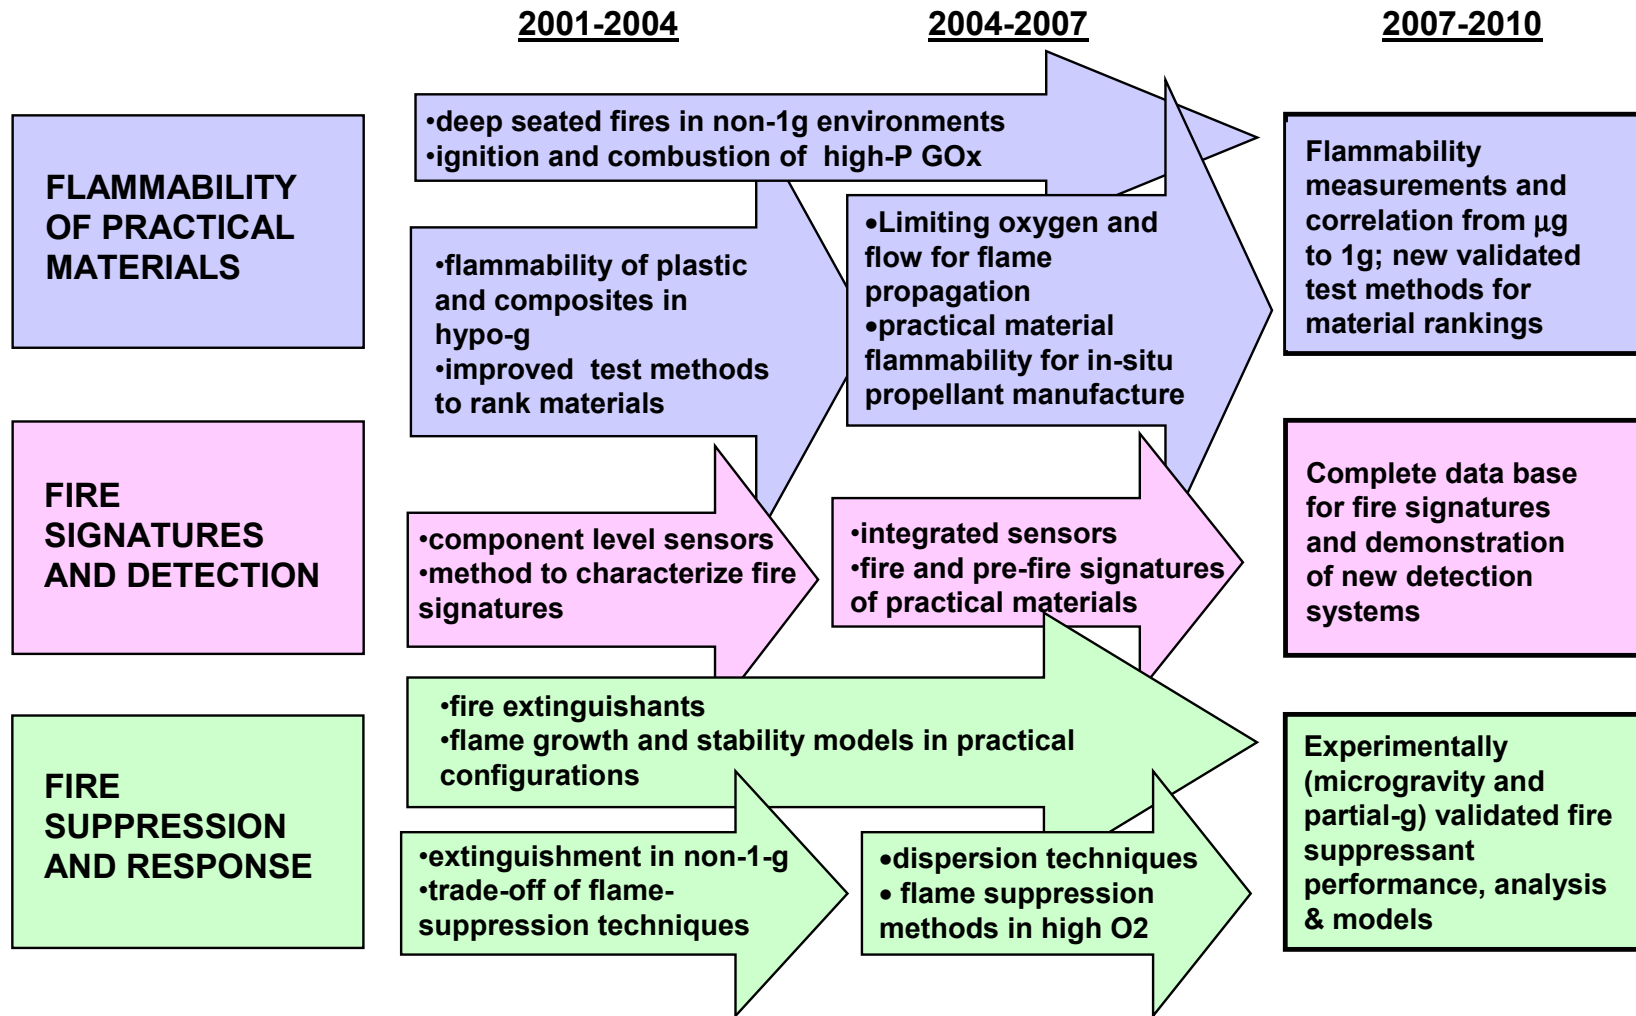 2001-2004
2004-2007
2007-2010
FLAMMABILITY
OF PRACTICAL
MATERIALS
•deep seated fires in non-1g environments
•ignition and combustion of  high-P GOx
•flammability of plastic
and composites in
hypo-g
•improved  test methods
to rank materials
•Limiting oxygen and
flow for flame
propagation
•practical material
flammability for in-situ
propellant manufacture
Flammability
measurements and
correlation from μg
to 1g; new validated
test methods for
material rankings
FIRE
SIGNATURES
AND DETECTION
•component level sensors
•method to characterize fire
signatures
•integrated sensors
•fire and pre-fire signatures
of practical materials
Complete data base
for fire signatures
and demonstration
of new detection
systems
FIRE
SUPPRESSION
AND RESPONSE
•fire extinguishants
•flame growth and stability models in practical
configurations
•extinguishment in non-1-g
•trade-off of flame-
suppression techniques
•dispersion techniques
• flame suppression
methods in high O2
Experimentally
(microgravity and
partial-g) validated fire
suppressant
performance, analysis
& models